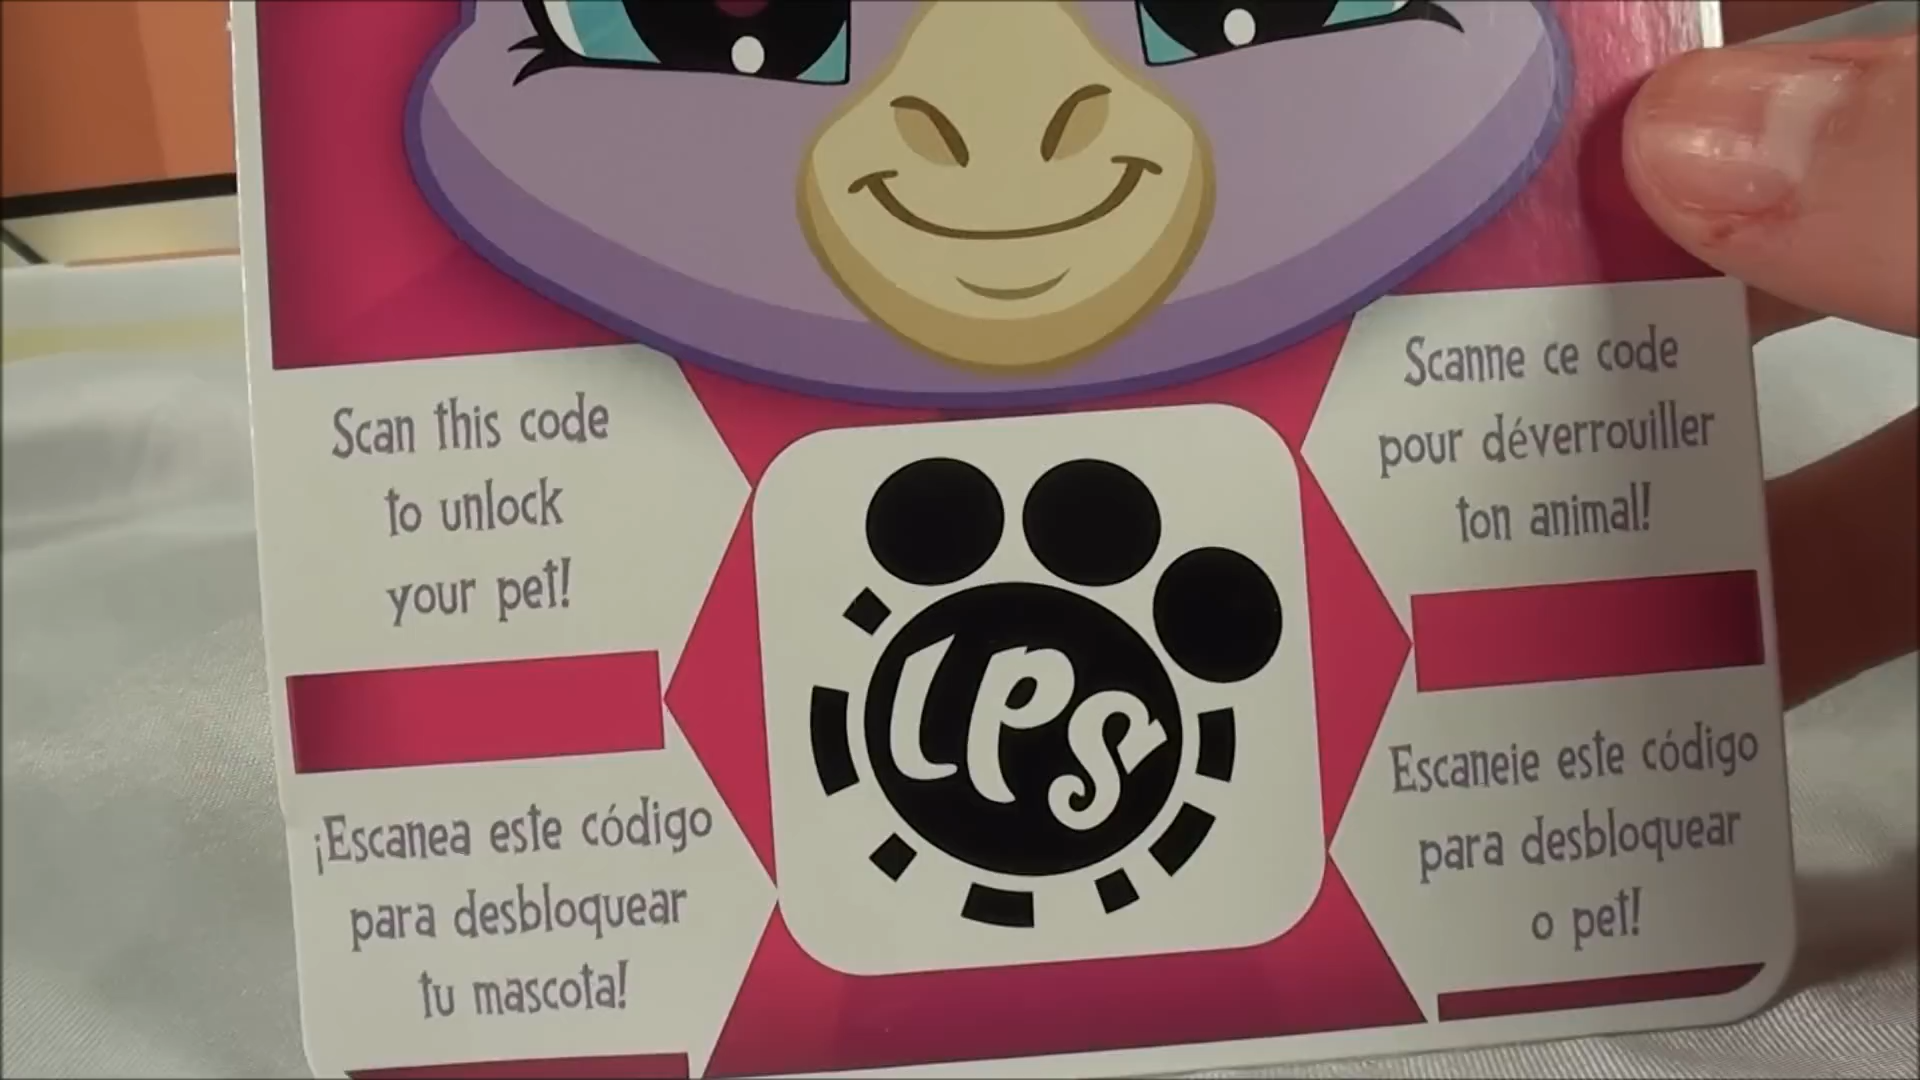 Scan this code
to unlock
your pet!
Scanne ce code
pour déverrouiller
ton animal!
LPS
¡Escanea este código
para desbloquear
tu mascota!
Escaneie este código
para desbloquear
o pet!